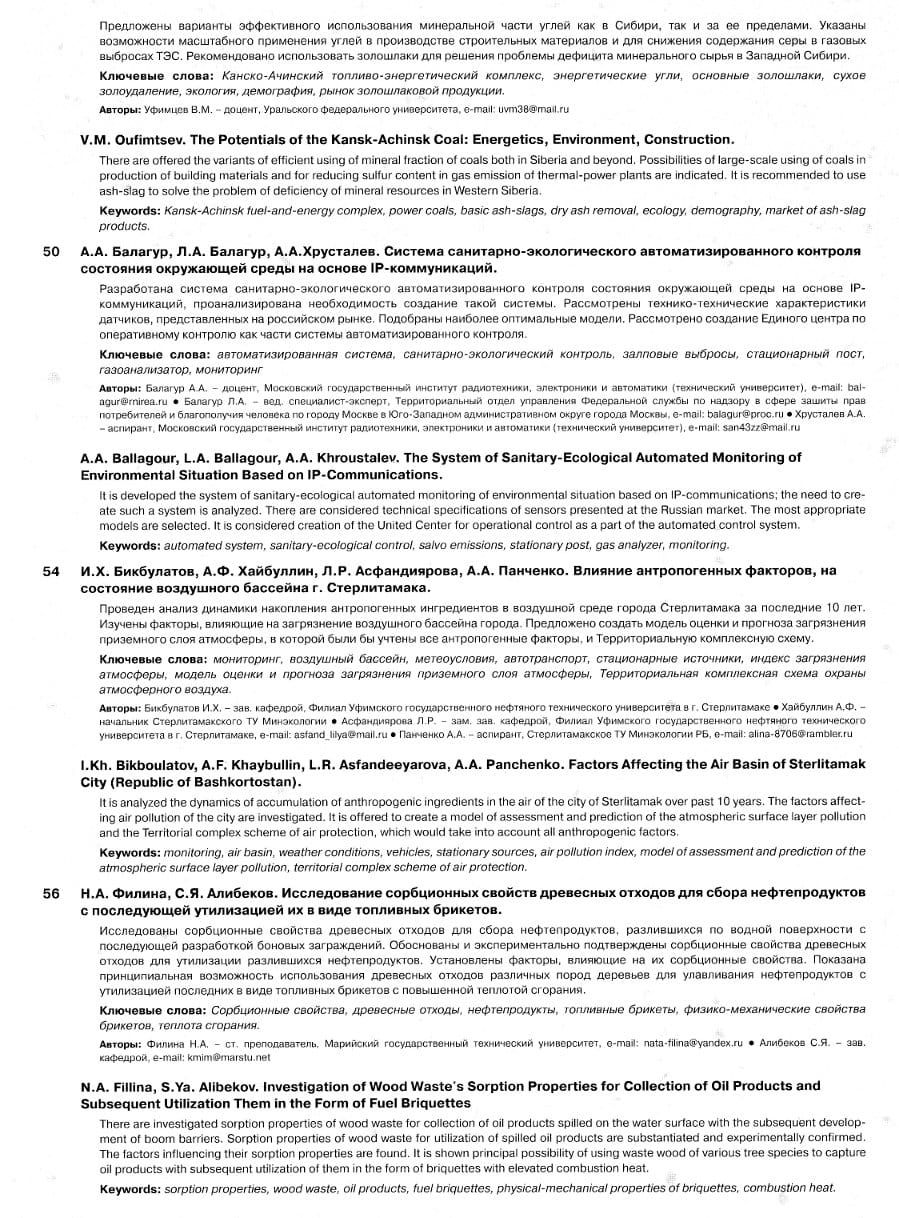 Предложены варианты эффективного использования минеральной части углей как в Сибири, так и за ее пределами. Указаны
возможности масштабного применения углей в производстве строительных материалов и для снижения содержания серы в газовых
выбросах ТЭС. Рекомендовано использовать золошлаки для решения проблемы дефицита минерального сырья в Западной Сибири.
Ключевые слова: Канско-Ачинский топливо-энергетический комплекс, энергетические угли, основные золошлаки, сухое
золоудаление, экология, демография, рынок золошлаковой продукции.
Авторы: Уфимцев В.М. – доцент, Уральского федерального университета, e-mail: uvm38@mail.ru
V.M. Oufimtsev. The Potentials of the Kansk-Achinsk Coal: Energetics, Environment, Construction.
There are offered the variants of efficient using of mineral fraction of coals both in Siberia and beyond. Possibilities of large-scale using of coals in
production of building materials and for reducing sulfur content in gas emission of thermal-power plants are indicated. It is recommended to use
ash-slag to solve the problem of deficiency of mineral resources in Western Siberia.
Keywords: Kansk-Achinsk fuel-and-energy complex, power coals, basic ash-slags, dry ash removal, ecology, demography, market of ash-slag
products.
50 А.А. Балагур, Л.А. Балагур, А.А.Хрусталев. Система санитарно-экологического автоматизированного контроля
состояния окружающей среды на основе IP-коммуникаций.
Разработана система санитарно-экологического автоматизированного контроля состояния окружающей среды на основе IP-
коммуникаций, проанализирована необходимость создание такой системы. Рассмотрены технико-технические характеристики
датчиков, представленных на российском рынке. Подобраны наиболее оптимальные модели. Рассмотрено создание Единого центра по
оперативному контролю как части системы автоматизированного контроля.
Ключевые слова: автоматизированная система, санитарно-экологический контроль, залповые выбросы, стационарный пост,
газоанализатор, мониторинг
Авторы: Балагур А.А. – доцент, Московский государственный институт радиотехники, электроники и автоматики (технический университет), e-mail: bal-
agur@mirea.ru ● Балагур Л.А. – вед. специалист-эксперт, Территориальный отдел управления Федеральной службы по надзору в сфере зашиты прав
потребителей и благополучия человека по городу Москве в Юго-Западном административном округе города Москвы, e-mail: balagur@proc.ru ● Хрусталев А.А.
– аспирант, Московский государственный институт радиотехники, электроники и автоматики (технический университет), e-mail: san43zz@mail.ru
A.A. Ballagour, L.A. Ballagour, A.A. Khroustalev. The System of Sanitary-Ecological Automated Monitoring of
Environmental Situation Based on IP-Communications.
It is developed the system of sanitary-ecological automated monitoring of environmental situation based on IP-communications; the need to cre-
ate such a system is analyzed. There are considered technical specifications of sensors presented at the Russian market. The most appropriate
models are selected. It is considered creation of the United Center for operational control as a part of the automated control system.
Keywords: automated system, sanitary-ecological control, salvo emissions, stationary post, gas analyzer, monitoring.
54 И.Х. Бикбулатов, А.Ф. Хайбуллин, Л.Р. Асфандиярова, А.А. Панченко. Влияние антропогенных факторов, на
состояние воздушного бассейна г. Стерлитамака.
Проведен анализ динамики накопления антропогенных ингредиентов в воздушной среде города Стерлитамака за последние 10 лет.
Изучены факторы, влияющие на загрязнение воздушного бассейна города. Предложено создать модель оценки и прогноза загрязнения
приземного слоя атмосферы, в которой были бы учтены все антропогенные факторы, и Территориальную комплексную схему.
Ключевые слова: мониторинг, воздушный бассейн, метеоусловия, автотранспорт, стационарные источники, индекс загрязнения
атмосферы, модель оценки и прогноза загрязнения приземного слоя атмосферы, Территориальная комплексная схема охраны
атмосферного воздуха.
Авторы: Бикбулатов И.Х. – зав. кафедрой, Филиал Уфимского государственного нефтяного технического университета в г. Стерлитамаке ● Хайбуллин А.Ф. –
начальник Стерлитамакского ТУ Минэкологии ● Асфандиярова Л.Р. – зам. зав. кафедрой, Филиал Уфимского государственного нефтяного технического
университета в г. Стерлитамаке, e-mail: asfand_lilya@mail.ru ● Панченко А.А. – аспирант, Стерлитамакское ТУ Минэкологии РБ, e-mail: alina-8706@rambler.ru
I.Kh. Bikboulatov, A.F. Khaybullin, L.R. Asfandeeyarova, A.A. Panchenko. Factors Affecting the Air Basin of Sterlitamak
City (Republic of Bashkortostan).
It is analyzed the dynamics of accumulation of anthropogenic ingredients in the air of the city of Sterlitamak over past 10 years. The factors affect-
ing air pollution of the city are investigated. It is offered to create a model of assessment and prediction of the atmospheric surface layer pollution
and the Territorial complex scheme of air protection, which would take into account all anthropogenic factors.
Keywords: monitoring, air basin, weather conditions, vehicles, stationary sources, air pollution index, model of assessment and prediction of the
atmospheric surface layer pollution, territorial complex scheme of air protection.
56 Н.А. Филина, С.Я. Алибеков. Исследование сорбционных свойств древесных отходов для сбора нефтепродуктов
с последующей утилизацией их в виде топливных брикетов.
Исследованы сорбционные свойства древесных отходов для сбора нефтепродуктов, разлившихся по водной поверхности с
последующей разработкой боновых заграждений. Обоснованы и экспериментально подтверждены сорбционные свойства древесных
отходов для утилизации разлившихся нефтепродуктов. Установлены факторы, влияющие на их сорбционные свойства. Показана
принципиальная возможность использования древесных отходов различных пород деревьев для улавливания нефтепродуктов с
утилизацией последних в виде топливных брикетов с повышенной теплотой сгорания.
Ключевые слова: Сорбционные свойства, древесные отходы, нефтепродукты, топливные брикеты, физико-механические свойства
брикетов, теплота сгорания.
Авторы: Филина Н.А. – ст. преподаватель, Марийский государственный технический университет, e-mail: nata-filina@yandex.ru ● Алибеков С.Я. – зав.
кафедрой, e-mail: kmim@marstu.net
N.A. Fillina, S.Ya. Alibekov. Investigation of Wood Waste's Sorption Properties for Collection of Oil Products and
Subsequent Utilization Them in the Form of Fuel Briquettes
There are investigated sorption properties of wood waste for collection of oil products spilled on the water surface with the subsequent develop-
ment of boom barriers. Sorption properties of wood waste for utilization of spilled oil products are substantiated and experimentally confirmed.
The factors influencing their sorption properties are found. It is shown principal possibility of using waste wood of various tree species to capture
oil products with subsequent utilization of them in the form of briquettes with elevated combustion heat.
Keywords: sorption properties, wood waste, oil products, fuel briquettes, physical-mechanical properties of briquettes, combustion heat.